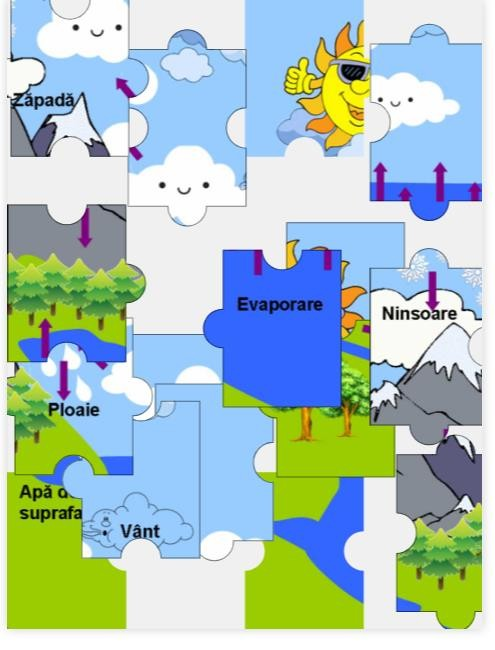 Zăpadă
Evaporare
Ninsoare
Ploaie
Apă d
suprafa
Vânt